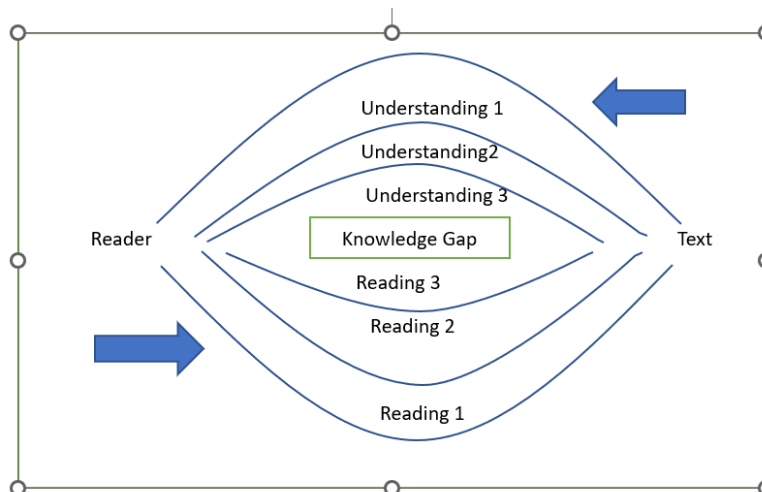 Understanding 1
Understanding2
Understanding 3
Reader
Knowledge Gap
Text
Reading 3
Reading 2
Reading 1